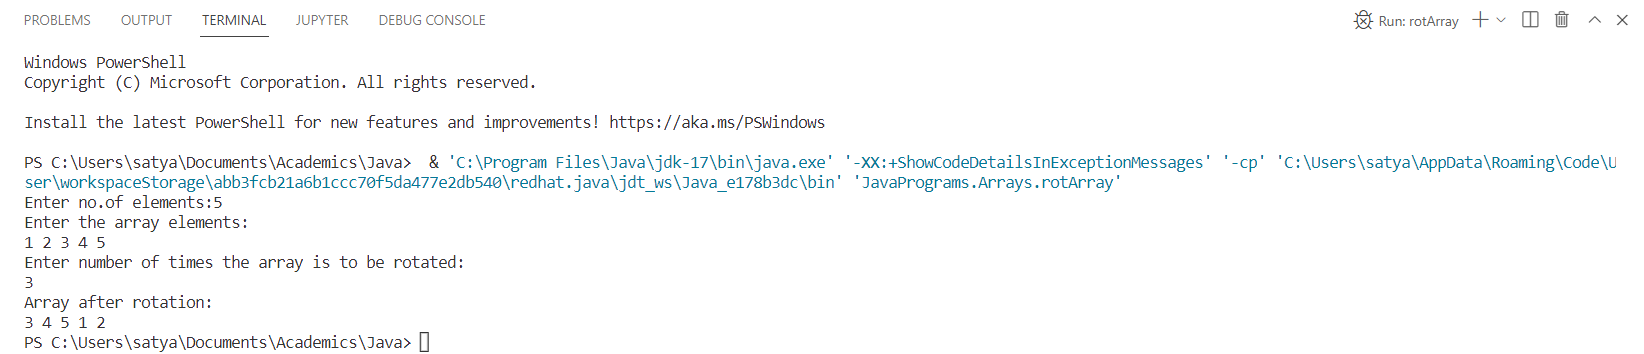 PROBLEMS OUTPUT TERMINAL JUPYTER DEBUG CONSOLE Run: rotArray
Windows PowerShell
Copyright (C) Microsoft Corporation. All rights reserved.
Install the latest PowerShell for new features and improvements! https://aka.ms/PSWindows
PS C:\Users\satya\Documents\Academics\Java>  & 'C:\Program Files\Java\jdk-17\bin\java.exe' '-XX:+ShowCodeDetailsInExceptionMessages' '-cp' 'C:\Users\satya\AppData\Roaming\Code\U
ser\workspaceStorage\abb3fcb21a6b1ccc70f5da477e2db540\redhat.java\jdt_ws\Java_e178b3dc\bin' 'JavaPrograms.Arrays.rotArray'
Enter no.of elements:5
Enter the array elements:
1 2 3 4 5
Enter number of times the array is to be rotated:
3
Array after rotation:
3 4 5 1 2
PS C:\Users\satya\Documents\Academics\Java>